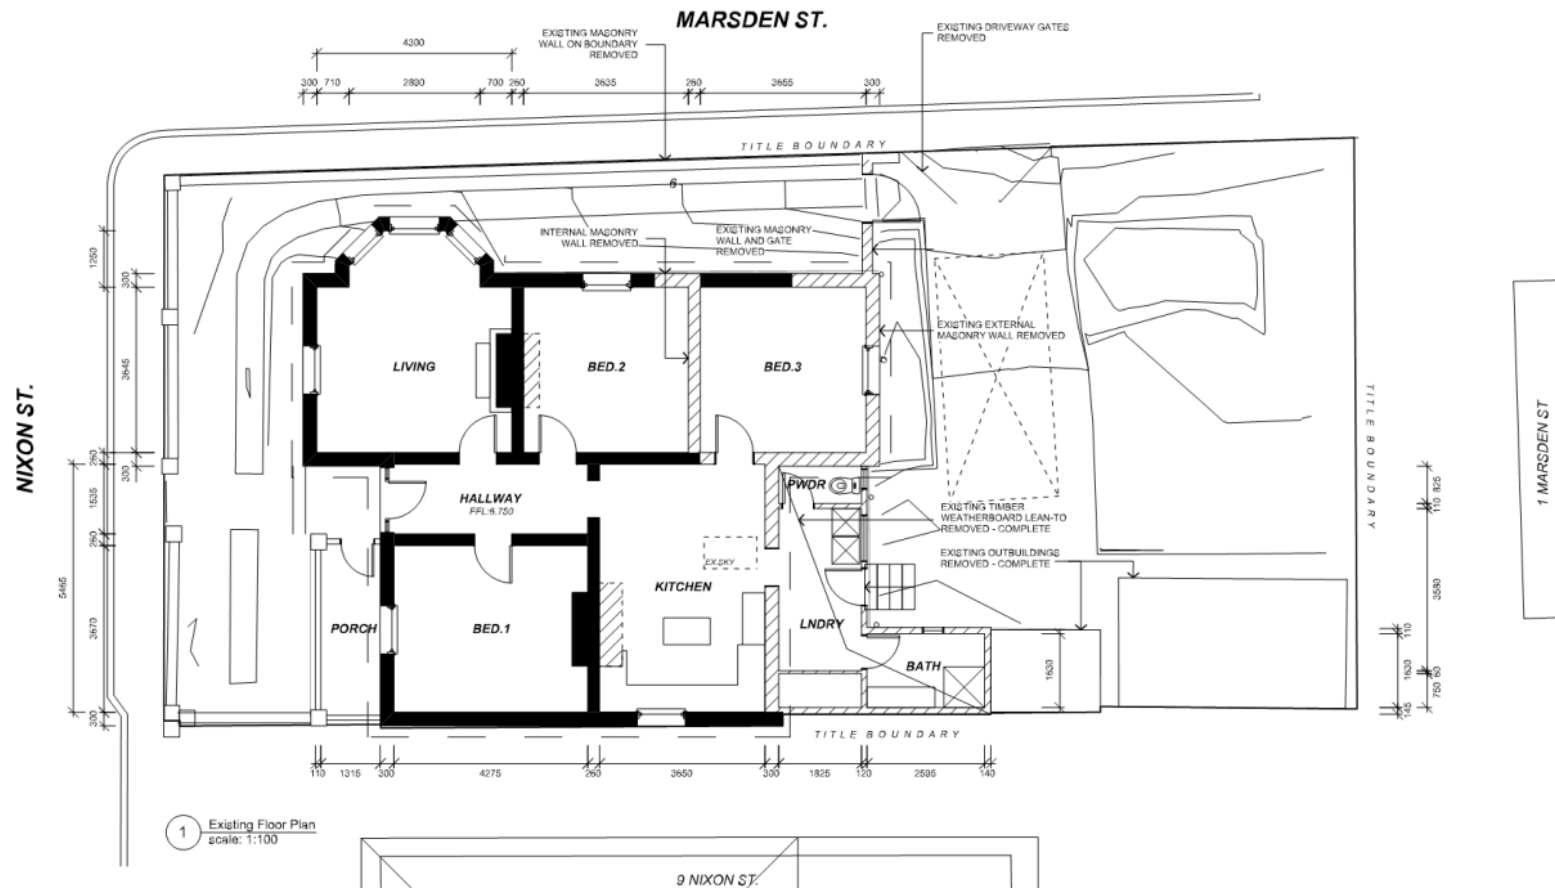 MARSDEN ST.
EXISTING MASONRY
WALL ON BOUNDARY
REMOVED
EXISTING DRIVEWAY GATES
REMOVED
4300
300 710 2800 700 260 3635 260 3655 300
TITLE BOUNDARY
6
INTERNAL MASONRY
WALL REMOVED
EXISTING MASONRY
WALL AND GATE
REMOVED
1250
300
3645
260
300
1535
260
5465
3670
300
NIXON ST.
LIVING
BED.2
BED.3
EXISTING EXTERNAL
MASONRY WALL REMOVED
TITLE BOUNDARY
1 MARSDEN ST
HALLWAY
FFL:6.750
PWDR
EXISTING TIMBER
WEATHERBOARD LEAN-TO
REMOVED - COMPLETE
EXISTING OUTBUILDINGS
REMOVED - COMPLETE
EX.SKY
KITCHEN
PORCH
BED.1
LNDRY
BATH
1630
825
110
3580
110
1630
60
750
145
TITLE BOUNDARY
110 1315 300 4275 260 3650 300 1825 120 2595 140
1
Existing Floor Plan
scale: 1:100
9 NIXON ST.